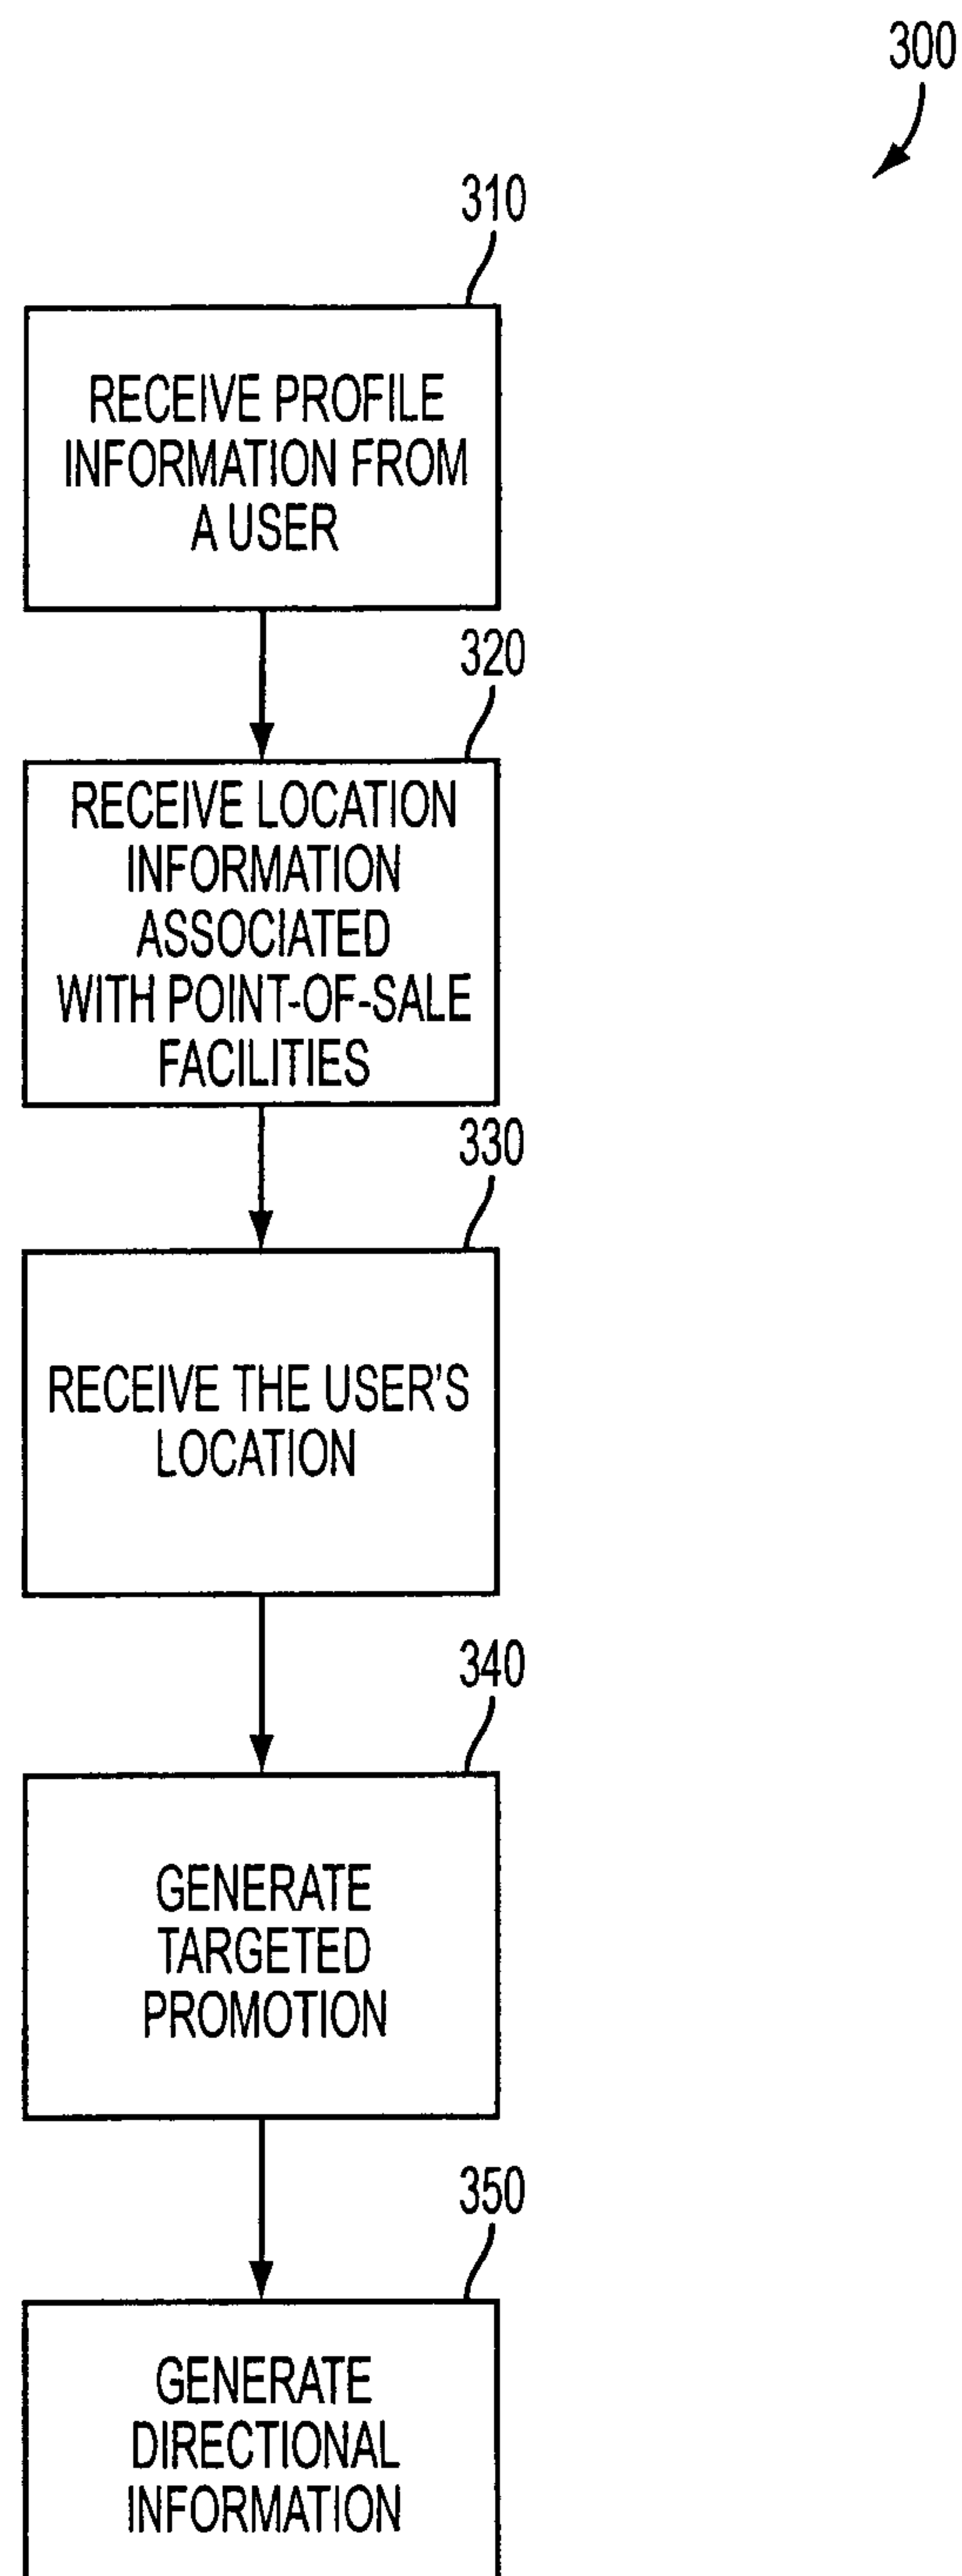 300
310
RECEIVE PROFILE
INFORMATION FROM
A USER
320
RECEIVE LOCATION
INFORMATION
ASSOCIATED
WITH POINT-OF-SALE
FACILITIES
330
RECEIVE THE USER'S
LOCATION
340
GENERATE
TARGETED
PROMOTION
350
GENERATE
DIRECTIONAL
INFORMATION